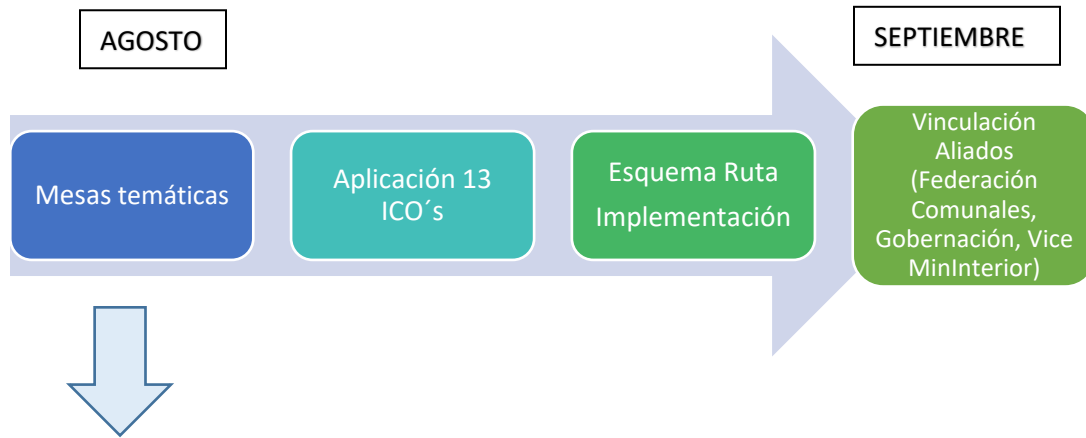 AGOSTO
SEPTIEMBRE
Mesas temáticas
Aplicación 13
ICO´s
Esquema Ruta
Implementación
Vinculación
Aliados
(Federación
Comunales,
Gobernación, Vice
MinInterior)